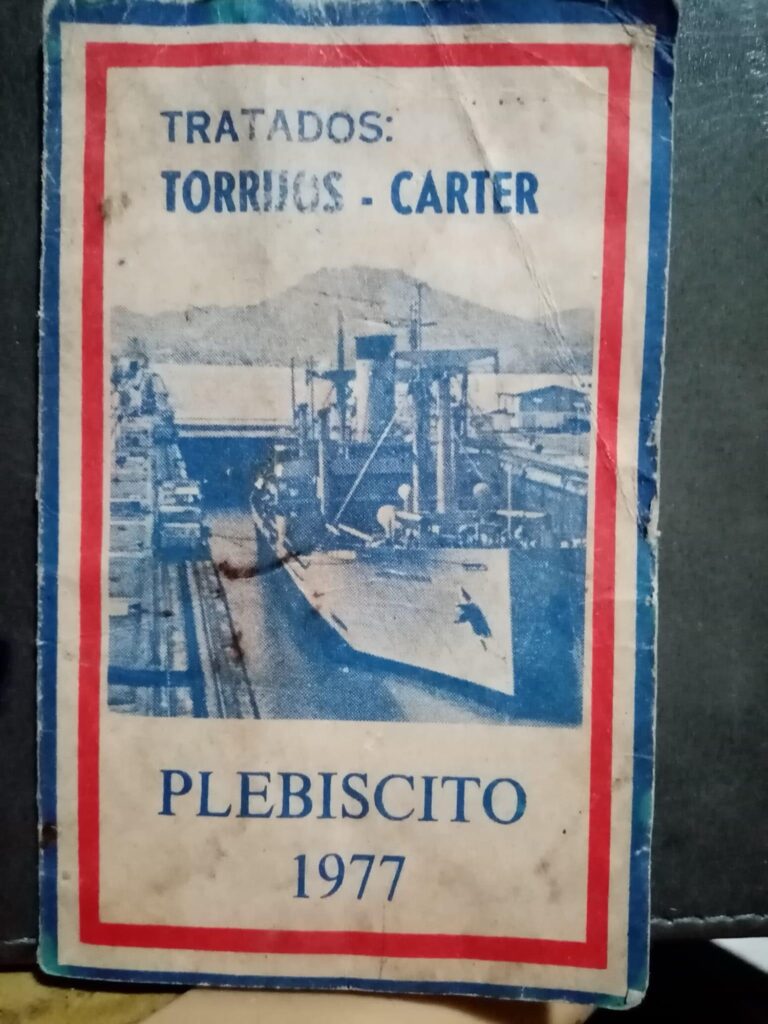 TRATADOS:
TORRIJOS - CARTER
PLEBISCITO
1977